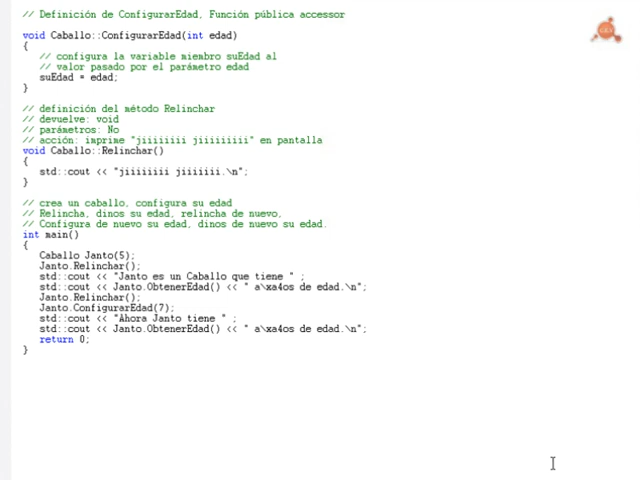 // Definición de ConfigurarEdad, Función pública accessor
void Caballo::ConfigurarEdad(int edad)
{
// configura la variable miembro suEdad al
// valor pasado por el parámetro edad
suEdad = edad;
}
// definición del método Relinchar
// devuelve: void
// parámetros: No
// acción: imprime "jiiiiiiii jiiiiiiiii" en pantalla
void Caballo::Relinchar()
{
std::cout << "jiiiiiiii jiiiiiii.\n";
}
// crea un caballo, configura su edad
// Relincha, dinos su edad, relincha de nuevo,
// Configura de nuevo su edad, dinos de nuevo su edad.
int main()
{
Caballo Janto(5);
Janto.Relinchar();
std::cout << "Janto es un Caballo que tiene " ;
std::cout << Janto.ObtenerEdad() << " a\xa4os de edad.\n";
Janto.Relinchar();
Janto.ConfigurarEdad(7);
std::cout << "Ahora Janto tiene " ;
std::cout << Janto.ObtenerEdad() << " a\xa4os de edad.\n";
return 0;
}